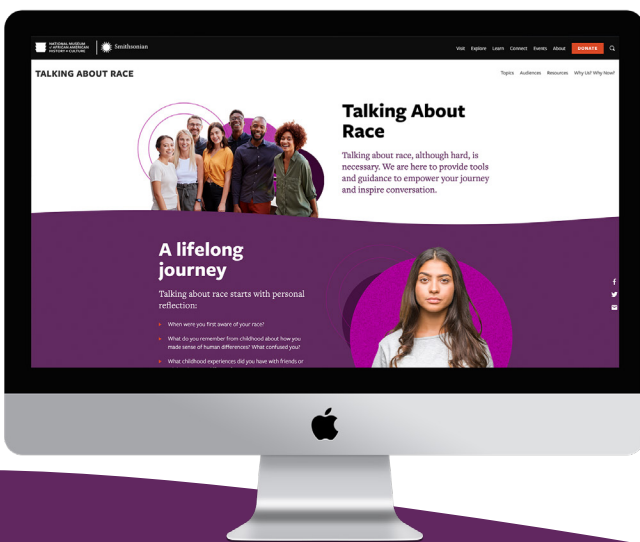 NATIONAL MUSEUM
of AFRICAN AMERICAN
HISTORY & CULTURE
Smithsonian
Visit Explore Learn Connect Events About DONATE
TALKING ABOUT RACE
Topics Audiences Resources Why Us? Why Now?
Talking About
Race
Talking about race, although hard, is
necessary. We are here to provide tools
and guidance to empower your journey
and inspire conversation.
A lifelong
journey
Talking about race starts with personal
reflection:
When were you first aware of your race?
What do you remember from childhood about how you
made sense of human differences? What confused you?
What childhood experiences did you have with friends or